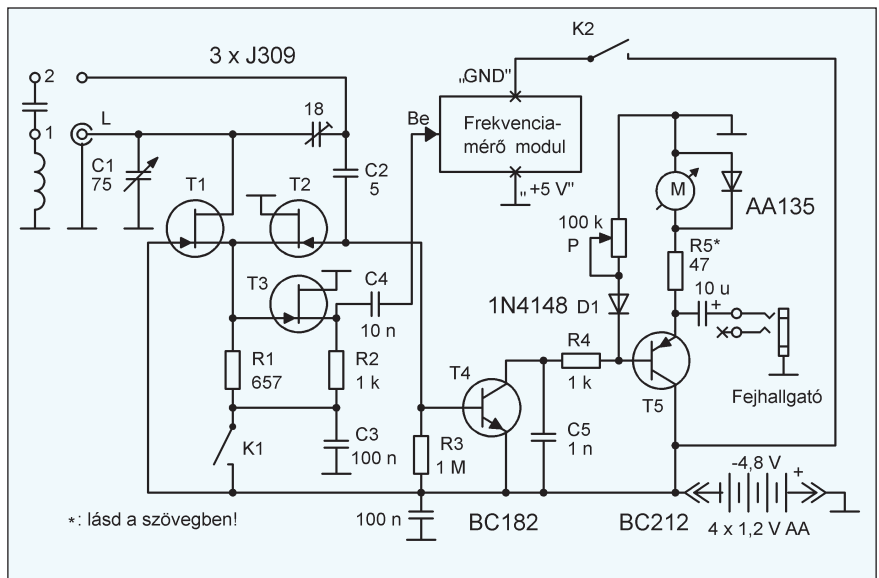 K2
3 x J309
„GND”
2
18
Be
Frekvencia-
mérő modul
1
L
C1
75
C2
5
T1
T2
„+5 V”
M
AA135
100 k
P
R5*
47
T3
C4
10 n
10 u
+
1N4148 D1
R1
657
R2
1 k
R4
1 k
T4
T5
Fejhallgató
K1
C3
100 n
R3
1 M
C5
1 n
-4,8 V
+
*: lásd a szövegben!
100 n
BC182
BC212
4 x 1,2 V AA